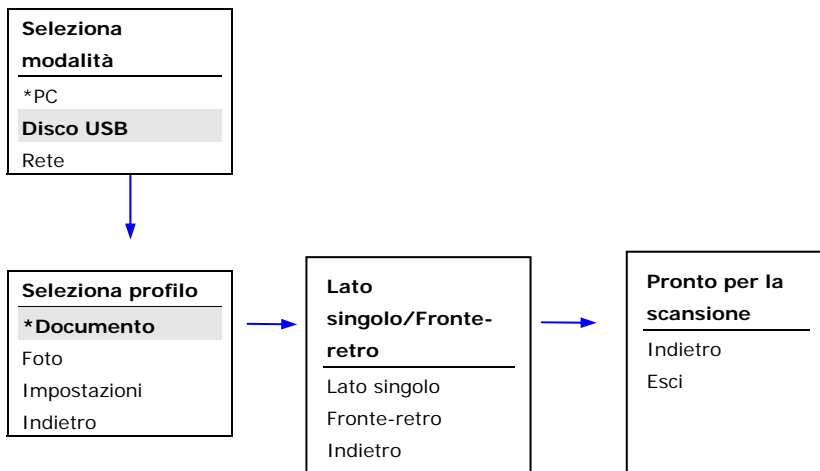 Seleziona
modalità
*PC
Disco USB
Rete
Seleziona profilo
*Documento
Foto
Impostazioni
Indietro
Lato
singolo/Fronte-
retro
Lato singolo
Fronte-retro
Indietro
Pronto per la
scansione
Indietro
Esci